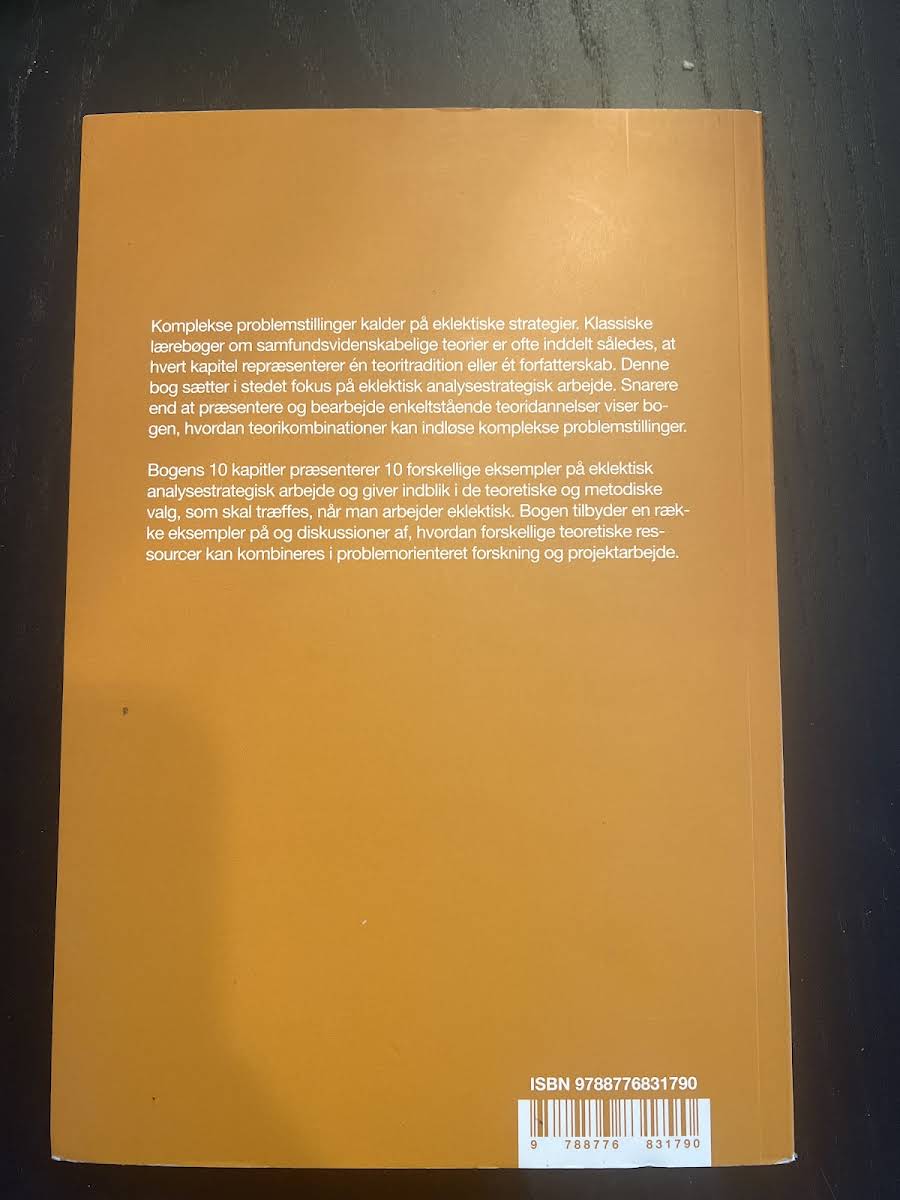 Komplekse problemstillinger kalder på eklektiske strategier. Klassiske
lærebøger om samfundsvidenskabelige teorier er ofte inddelt således, at
hvert kapitel repræsenterer én teoritradition eller ét forfatterskab. Denne
bog sætter i stedet fokus på eklektisk analysestrategisk arbejde. Snarere
end at præsentere og bearbejde enkeltstående teoridannelser viser bo-
gen, hvordan teorikombinationer kan indløse komplekse problemstillinger.
Bogens 10 kapitler præsenterer 10 forskellige eksempler på eklektisk
analysestrategisk arbejde og giver indblik i de teoretiske og metodiske
valg, som skal træffes, når man arbejder eklektisk. Bogen tilbyder en ræk-
ke eksempler på og diskussioner af, hvordan forskellige teoretiske res-
sourcer kan kombineres i problemorienteret forskning og projektarbejde.
ISBN 9788776831790
9 788776 831790